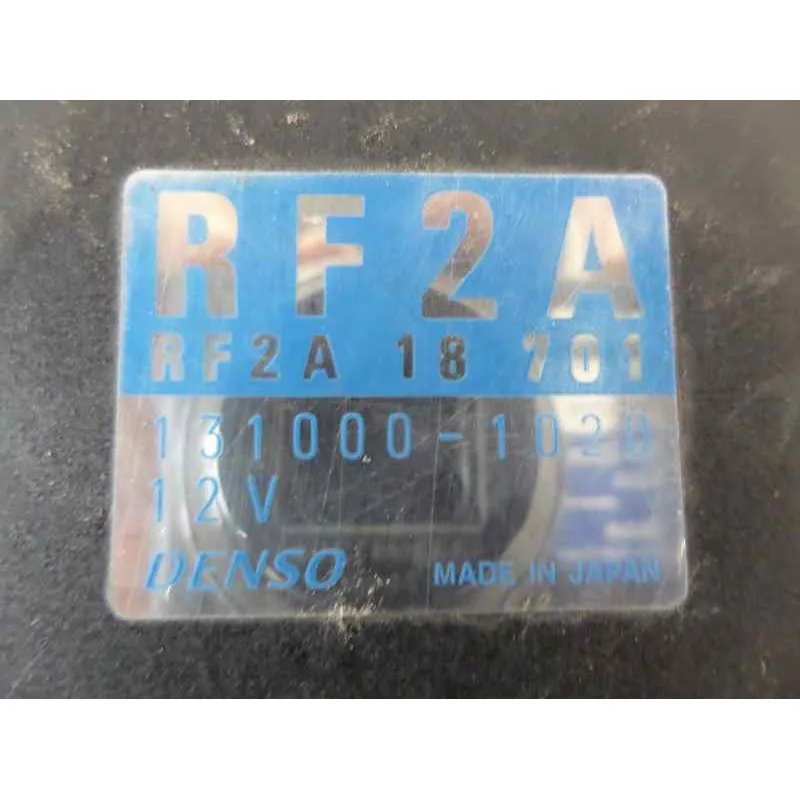 RF2A
RF2A 18 701
131000-1020
12V
DENSO MADE IN JAPAN